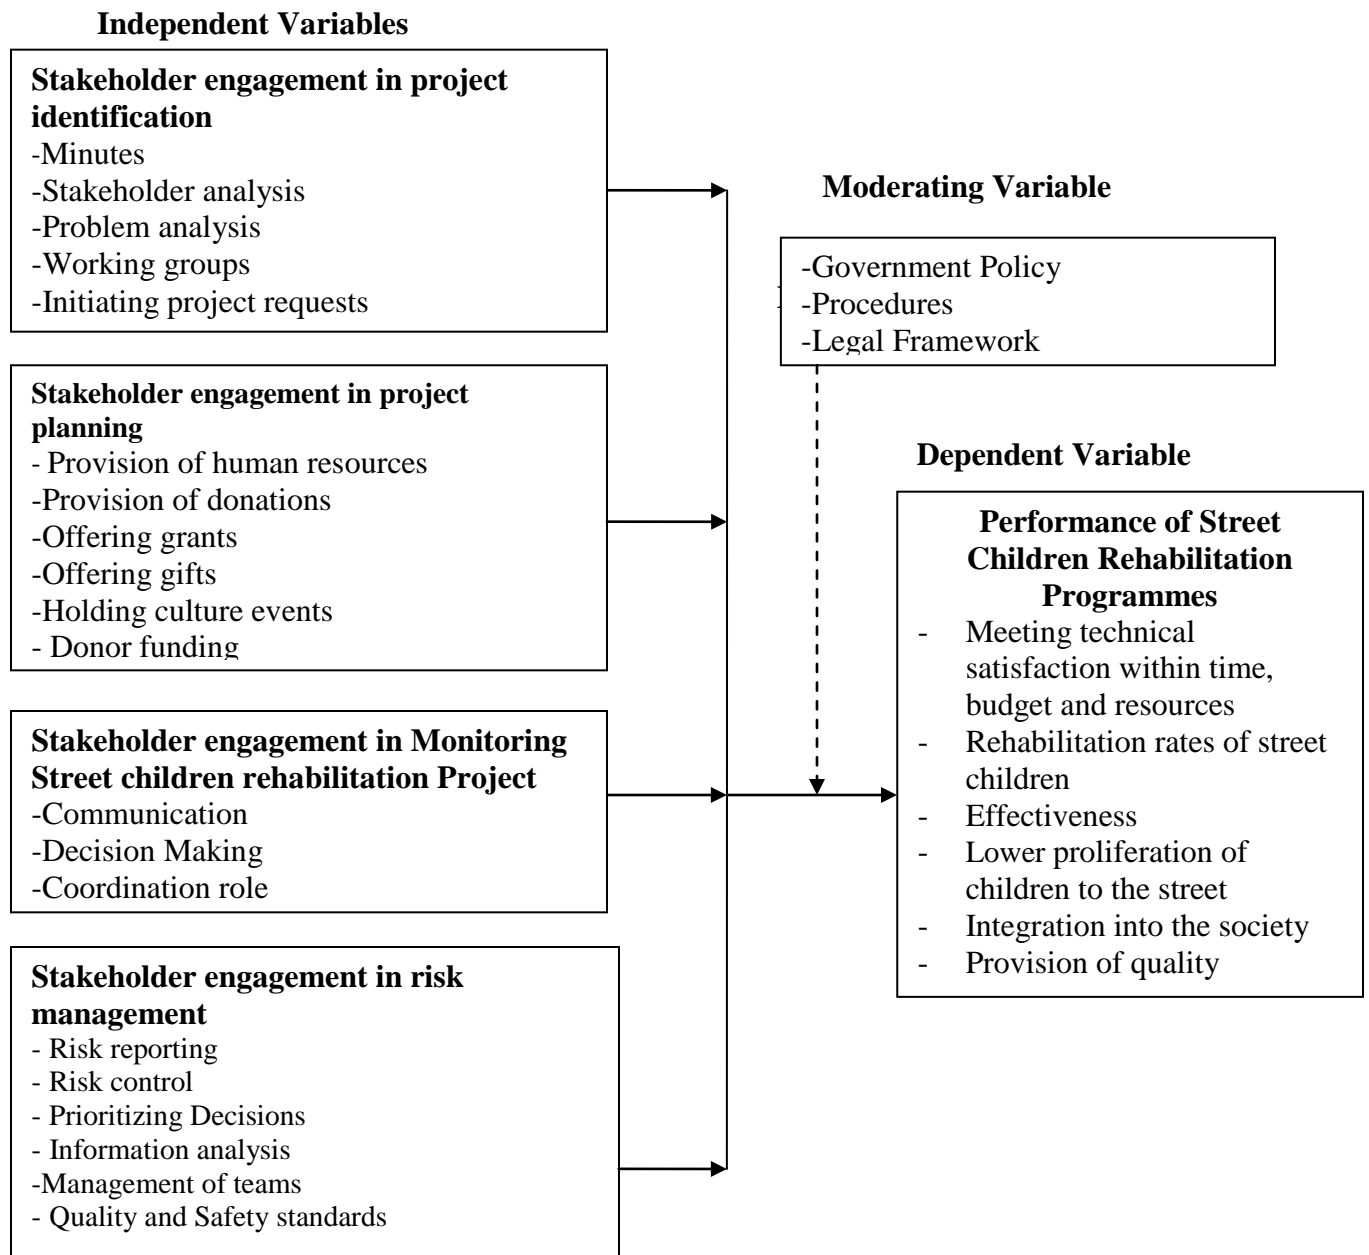 Independent Variables
Stakeholder engagement in project
identification
-Minutes
-Stakeholder analysis
-Problem analysis
-Working groups
-Initiating project requests
Stakeholder engagement in project
planning
- Provision of human resources
-Provision of donations
-Offering grants
-Offering gifts
-Holding culture events
- Donor funding
Stakeholder engagement in Monitoring
Street children rehabilitation Project
-Communication
-Decision Making
-Coordination role
Stakeholder engagement in risk
management
- Risk reporting
- Risk control
- Prioritizing Decisions
- Information analysis
-Management of teams
- Quality and Safety standards
Moderating Variable
-Government Policy
-Procedures
-Legal Framework
Dependent Variable
Performance of Street
Children Rehabilitation
Programmes
- Meeting technical
satisfaction within time,
budget and resources
- Rehabilitation rates of street
children
- Effectiveness
- Lower proliferation of
children to the street
- Integration into the society
- Provision of quality